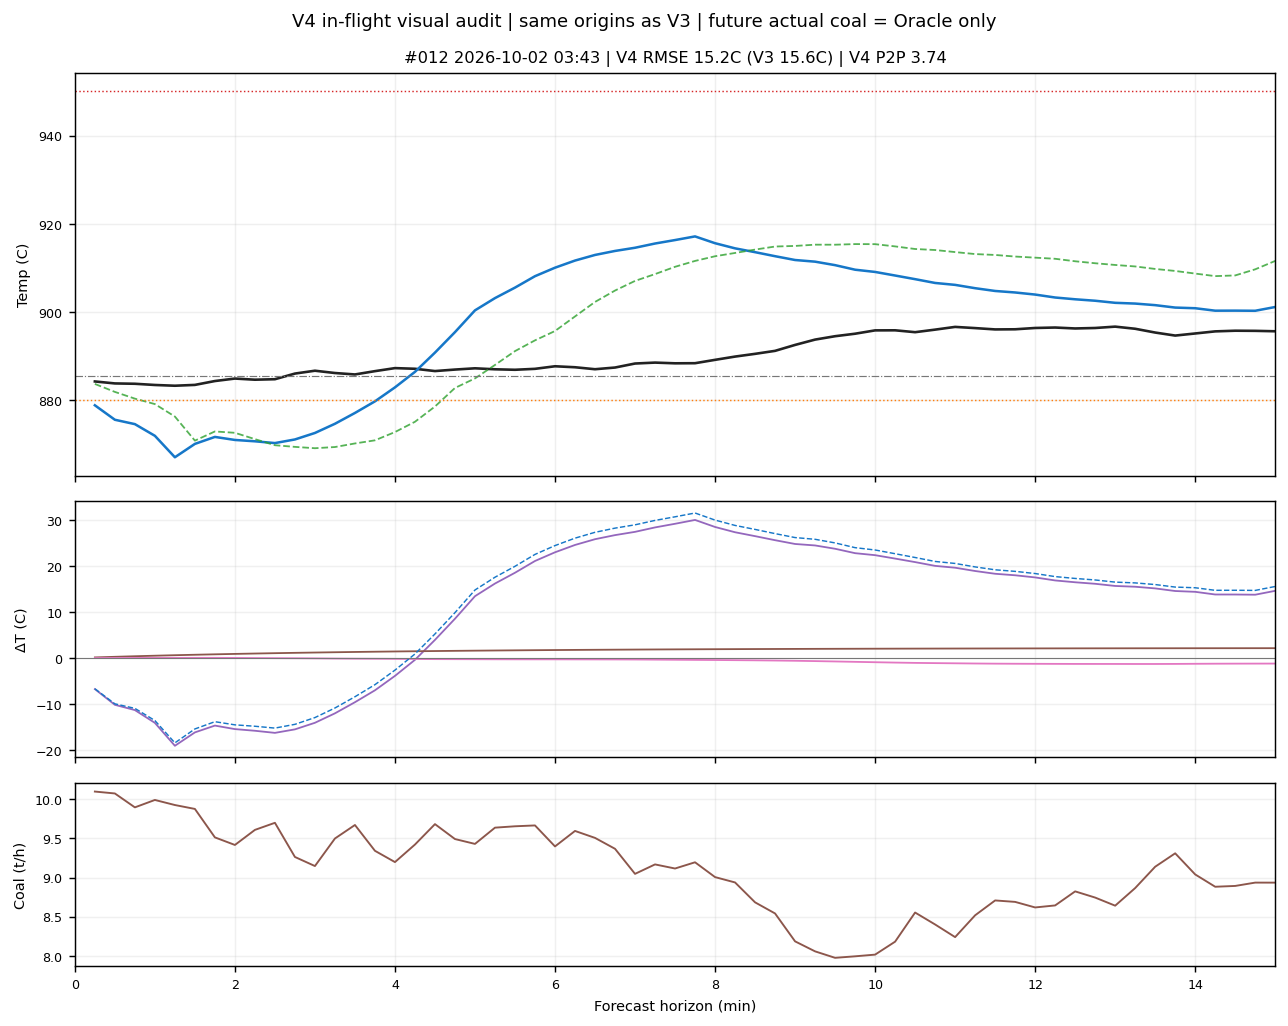 V4 in-flight visual audit | same origins as V3 | future actual coal = Oracle only
#012 2026-10-02 03:43 | V4 RMSE 15.2C (V3 15.6C) | V4 P2P 3.74
940
920
900
880
Temp (C)
30
20
10
0
−10
−20
ΔT (C)
10.0
9.5
9.0
8.5
8.0
Coal (t/h)
0 2 4 6 8 10 12 14
Forecast horizon (min)